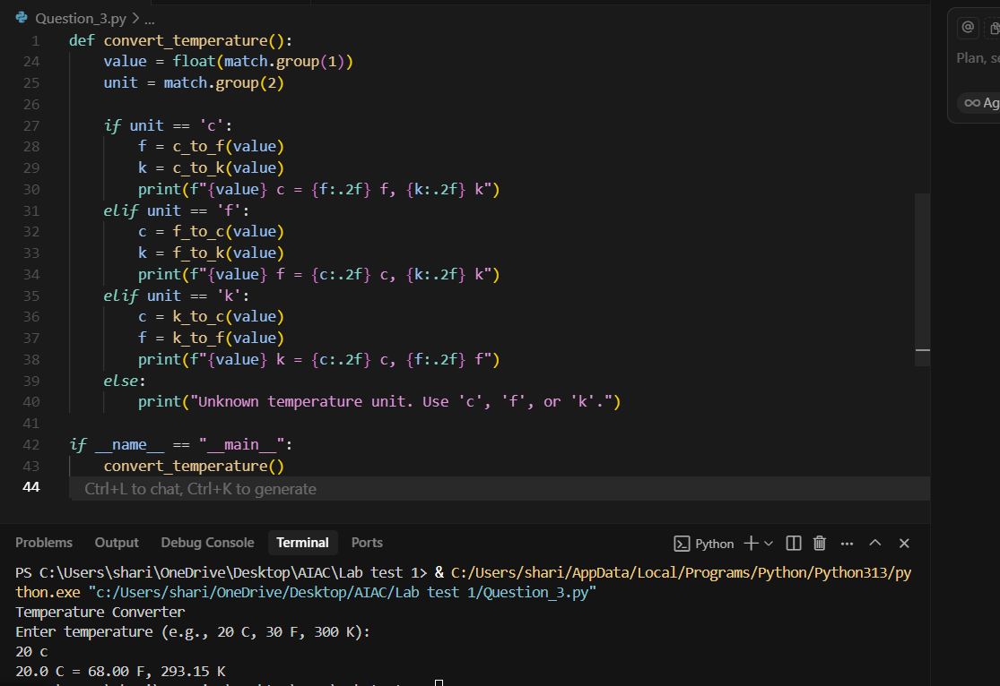 Question_3.py > ...
1 def convert_temperature():
24 value = float(match.group(1))
25 unit = match.group(2)
26
27 if unit == 'c':
28 f = c_to_f(value)
29 k = c_to_k(value)
30 print(f"{value} c = {f:.2f} f, {k:.2f} k")
31 elif unit == 'f':
32 c = f_to_c(value)
33 k = f_to_k(value)
34 print(f"{value} f = {c:.2f} c, {k:.2f} k")
35 elif unit == 'k':
36 c = k_to_c(value)
37 f = k_to_f(value)
38 print(f"{value} k = {c:.2f} c, {f:.2f} f")
39 else:
40 print("Unknown temperature unit. Use 'c', 'f', or 'k'.")
41
42 if __name__ == "__main__":
43 convert_temperature()
44 Ctrl+L to chat, Ctrl+K to generate
@
Plan, se
∞ Ag
Problems Output Debug Console Terminal Ports Python
PS C:\Users\shari\OneDrive\Desktop\AIAC\Lab test 1> & C:/Users/shari/AppData/Local/Programs/Python/Python313/py
thon.exe "c:/Users/shari/OneDrive/Desktop/AIAC/Lab test 1/Question_3.py"
Temperature Converter
Enter temperature (e.g., 20 C, 30 F, 300 K):
20 c
20.0 C = 68.00 F, 293.15 K